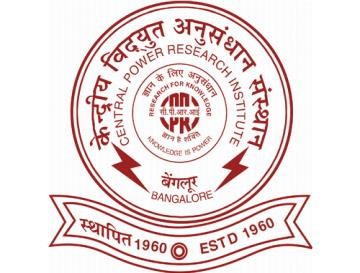 केन्द्रीय विद्युत अनुसंधान संस्थान
CENTRAL POWER RESEARCH INSTITUTE
ज्ञान के लिए अनुसंधान
RESEARCH FOR KNOWLEDGE
CPRI
सी.पी.आर.आई
KNOWLEDGE IS POWER
ज्ञान है शक्ति
बेंगलूर
BANGALORE
स्थापित 1960 ESTD 1960